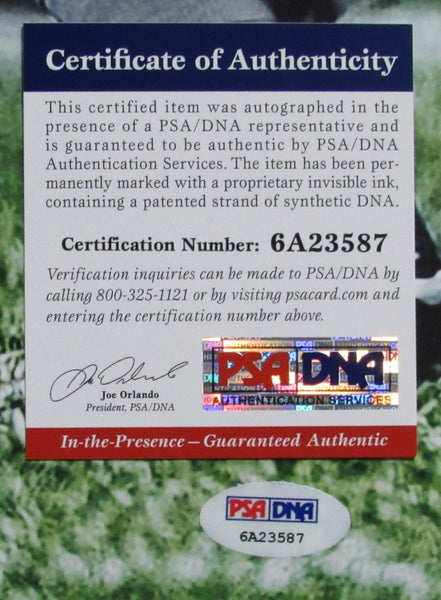 Certificate of Authenticity
This certified item was autographed in the
presence of a PSA/DNA representative and
is guaranteed to be authentic by PSA/DNA
Authentication Services. The item has been per-
manently marked with a proprietary invisible ink,
containing a patented strand of synthetic DNA.
Certification Number: 6A23587
Verification inquiries can be made to PSA/DNA by
calling 800-325-1121 or by visiting psacard.com and
entering the certification number above.
Joe Orlando
President, PSA/DNA
PSA DNA
AUTHENTICATION SERVICES
In-the-Presence – Guaranteed Authentic
PSA DNA
6A23587